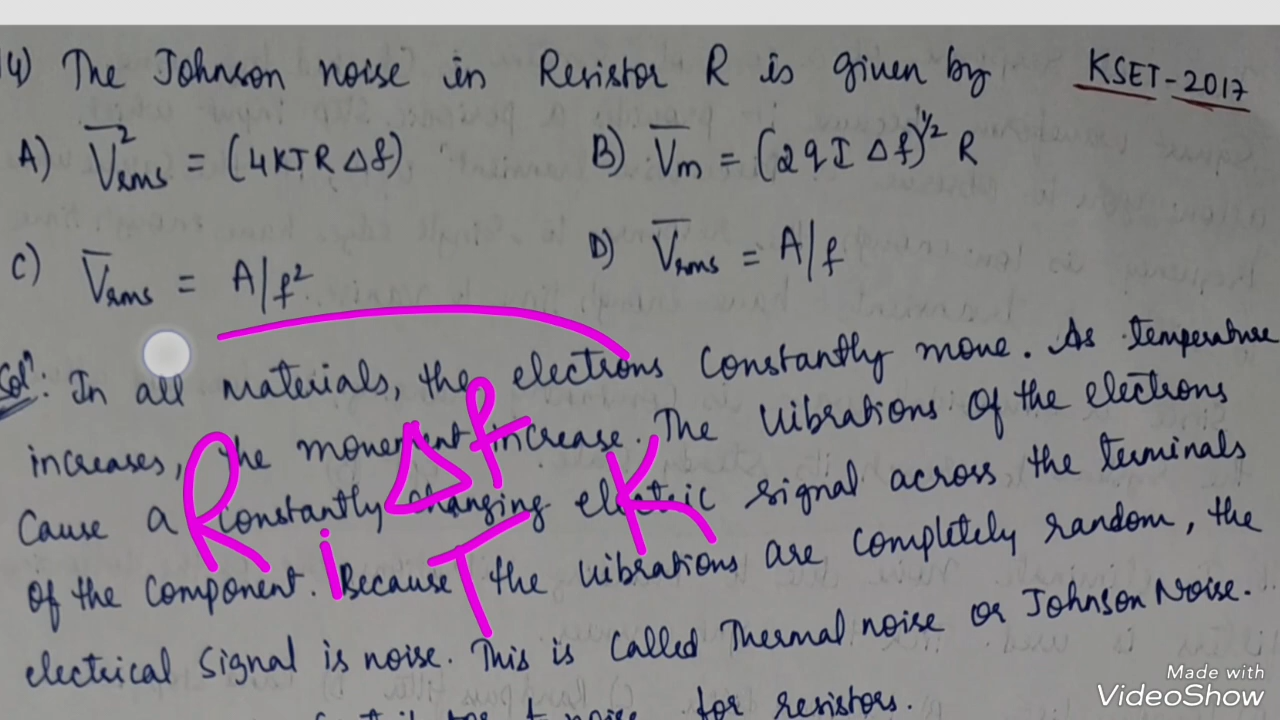 14) The Johnson noise in Resistor R is given by KSET-2017
A) V̅²rms = (4KTRΔf) B) V̅m = (2qIΔf)^1/2 R
C) V̅rms = A/f² D) V̅rms = A/f
Solⁿ: In all materials, the electrons constantly move. As temperature
increases, the movement increase. The vibrations of the electrons
cause a constantly changing electric signal across the terminals
of the component. Because the vibrations are completely random, the
electrical signal is noise. This is called Thermal noise or Johnson Noise.
noise for resistors.
R Δf K
i T
Made with
VideoShow